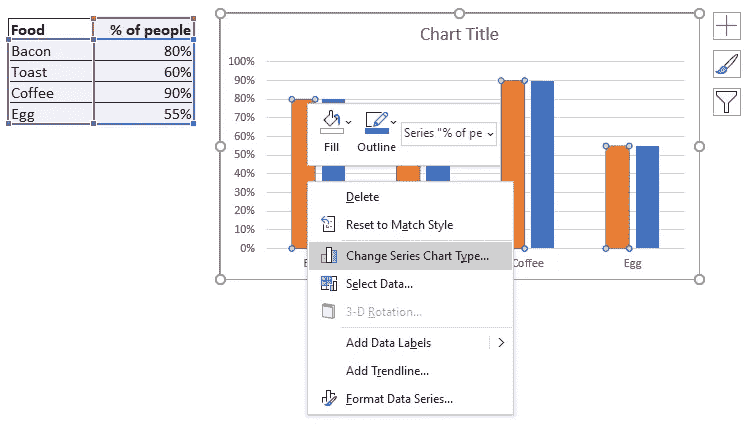 Food % of people
Bacon 80%
Toast 60%
Coffee 90%
Egg 55%
Chart Title
100%
90%
80%
70%
60%
50%
40%
30%
20%
10%
0%
Coffee Egg
Fill Outline Series "% of pe
Delete
Reset to Match Style
Change Series Chart Type...
Select Data...
3-D Rotation...
Add Data Labels
Add Trendline...
Format Data Series...